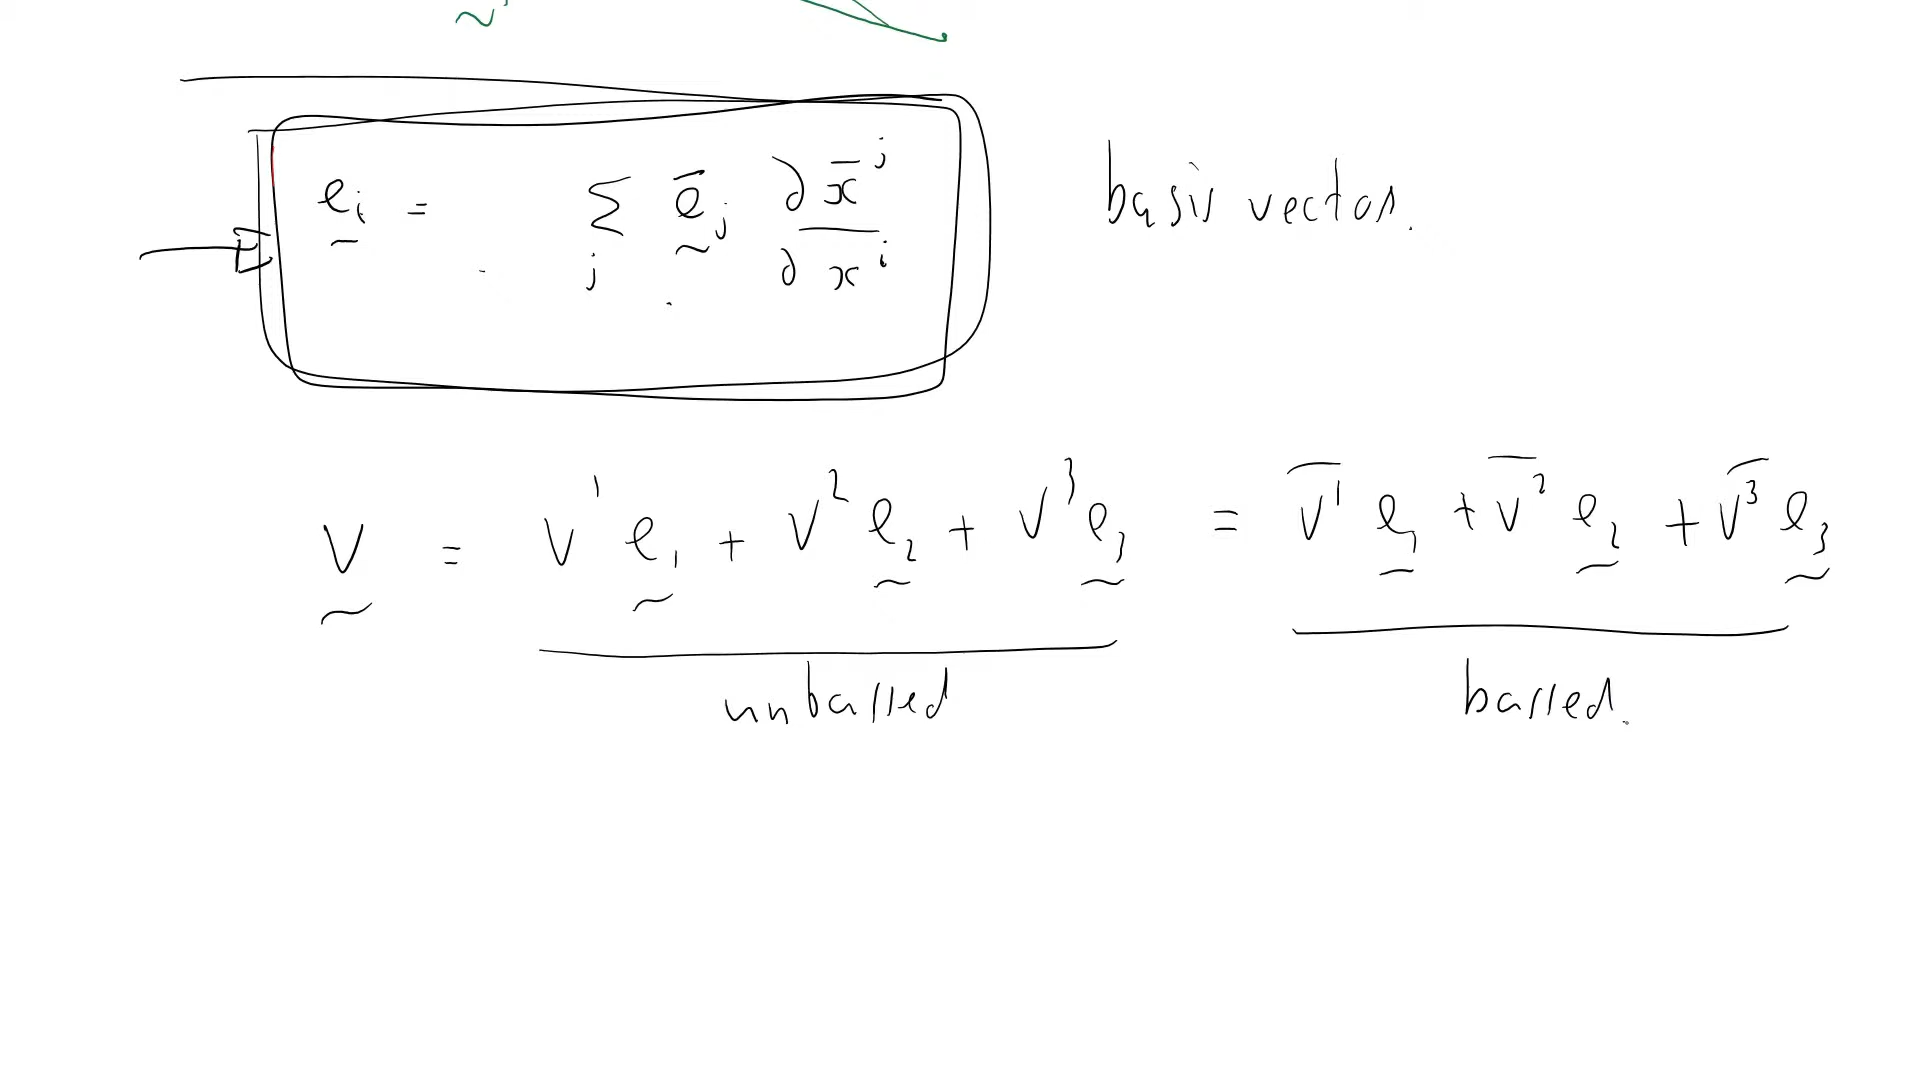 e_i = Σ_j ē_j ∂x̄^j / ∂x^i basis vectors.
v = v^1 e_1 + v^2 e_2 + v^3 e_3 = v̄^1 e_1 + v̄^2 e_2 + v̄^3 e_3
unbarred barred.